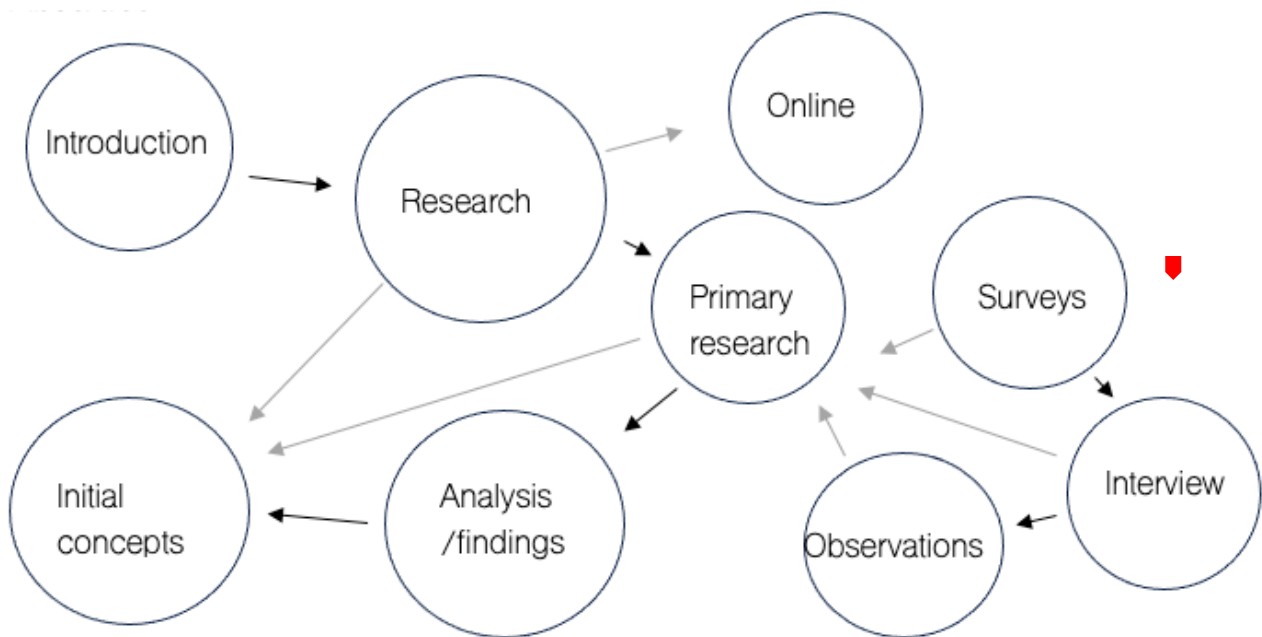 Introduction
Research
Online
Primary
research
Surveys
Initial
concepts
Analysis
/findings
Observations
Interview